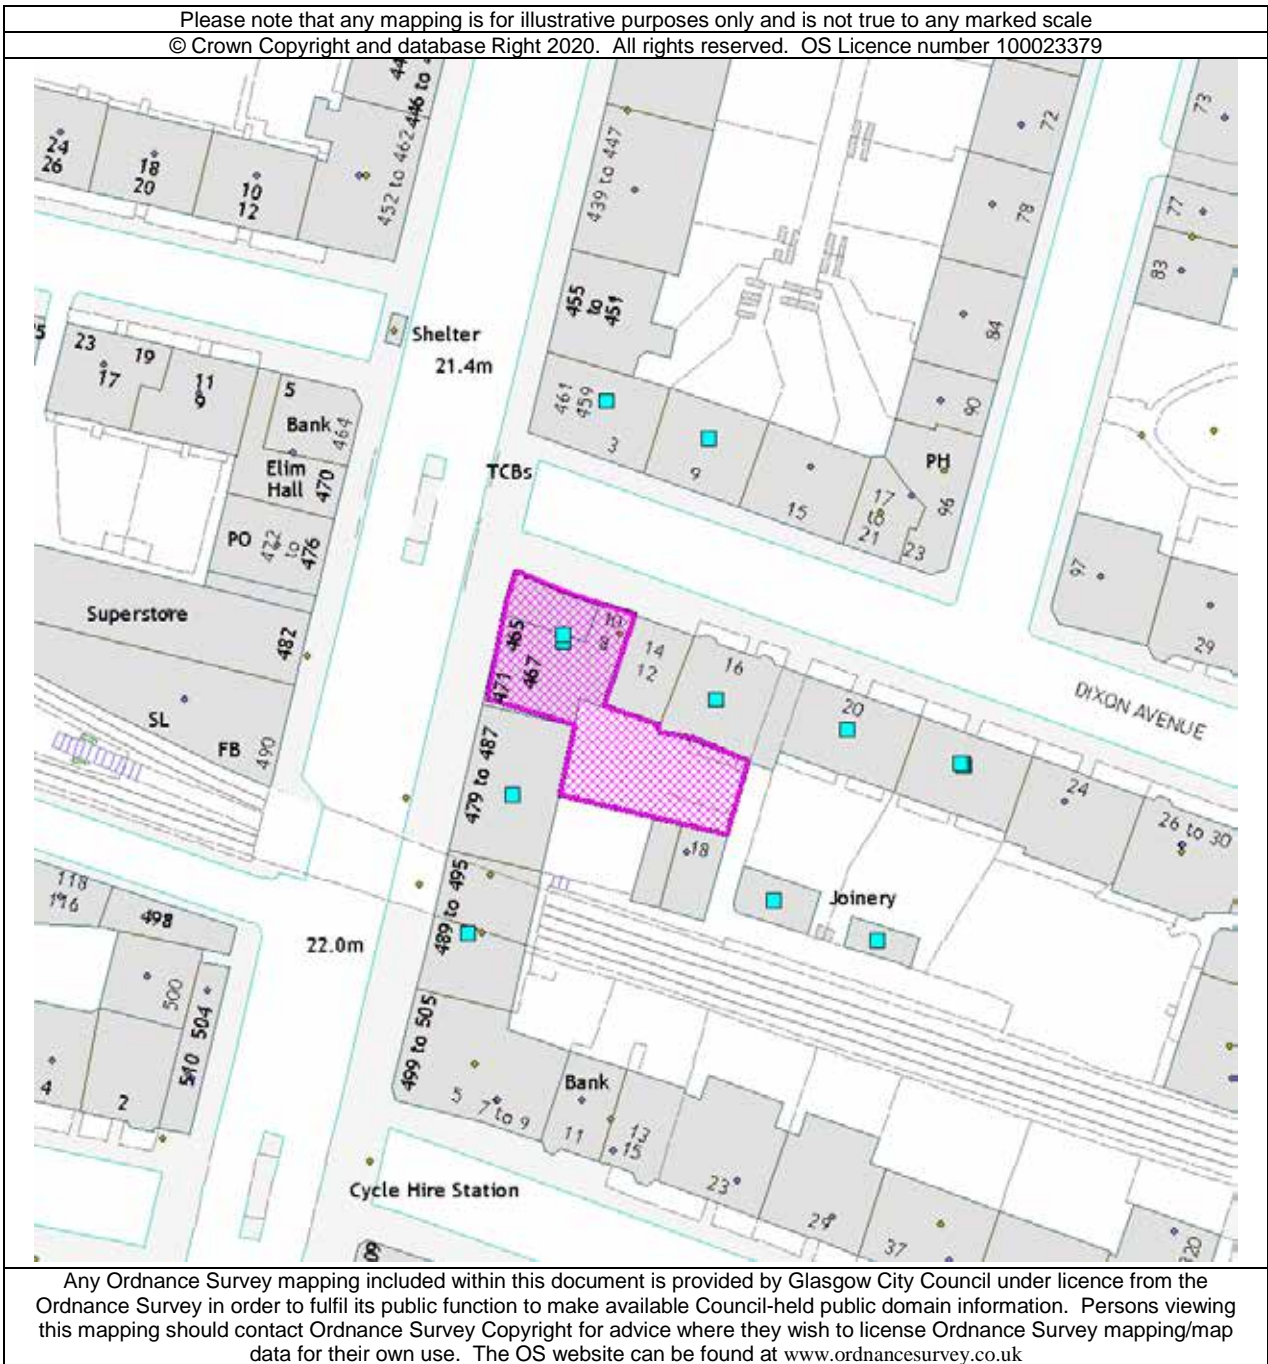 Please note that any mapping is for illustrative purposes only and is not true to any marked scale
© Crown Copyright and database Right 2020. All rights reserved. OS Licence number 100023379
446 to
452 to 462
24
26
18
20
10
12
439 to 447
72
73
78
77
83
455
to
451
84
Shelter
21.4m
23
19
17
11
9
5
Bank
464
461
459
3
9
15
17
to
21
23
90
PH
96
Elim
Hall
470
TCBs
PO
472
to
476
97
29
Superstore
482
465
467
471
10
8
14
12
16
20
DIXON AVENUE
SL
FB
490
479 to 487
24
26 to 30
18
118
116
498
489 to 495
Joinery
22.0m
500
504
510
499 to 505
4
2
Bank
5
7 to 9
11
13
15
23
29
37
Cycle Hire Station
Any Ordnance Survey mapping included within this document is provided by Glasgow City Council under licence from the
Ordnance Survey in order to fulfil its public function to make available Council-held public domain information. Persons viewing
this mapping should contact Ordnance Survey Copyright for advice where they wish to license Ordnance Survey mapping/map
data for their own use. The OS website can be found at www.ordnancesurvey.co.uk